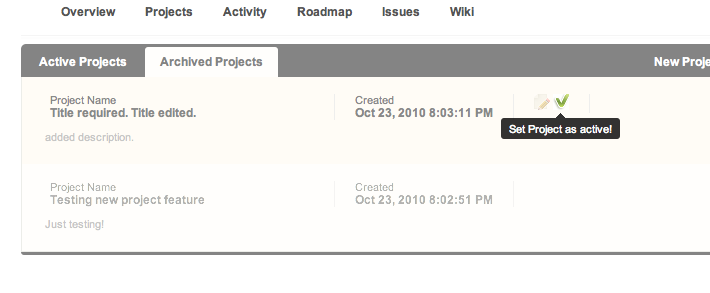 Overview Projects Activity Roadmap Issues Wiki
Active Projects Archived Projects New
Project Name Created
Title required. Title edited. Oct 23, 2010 8:03:11 PM
added description.
Set Project as active!
Project Name Created
Testing new project feature Oct 23, 2010 8:02:51 PM
Just testing!